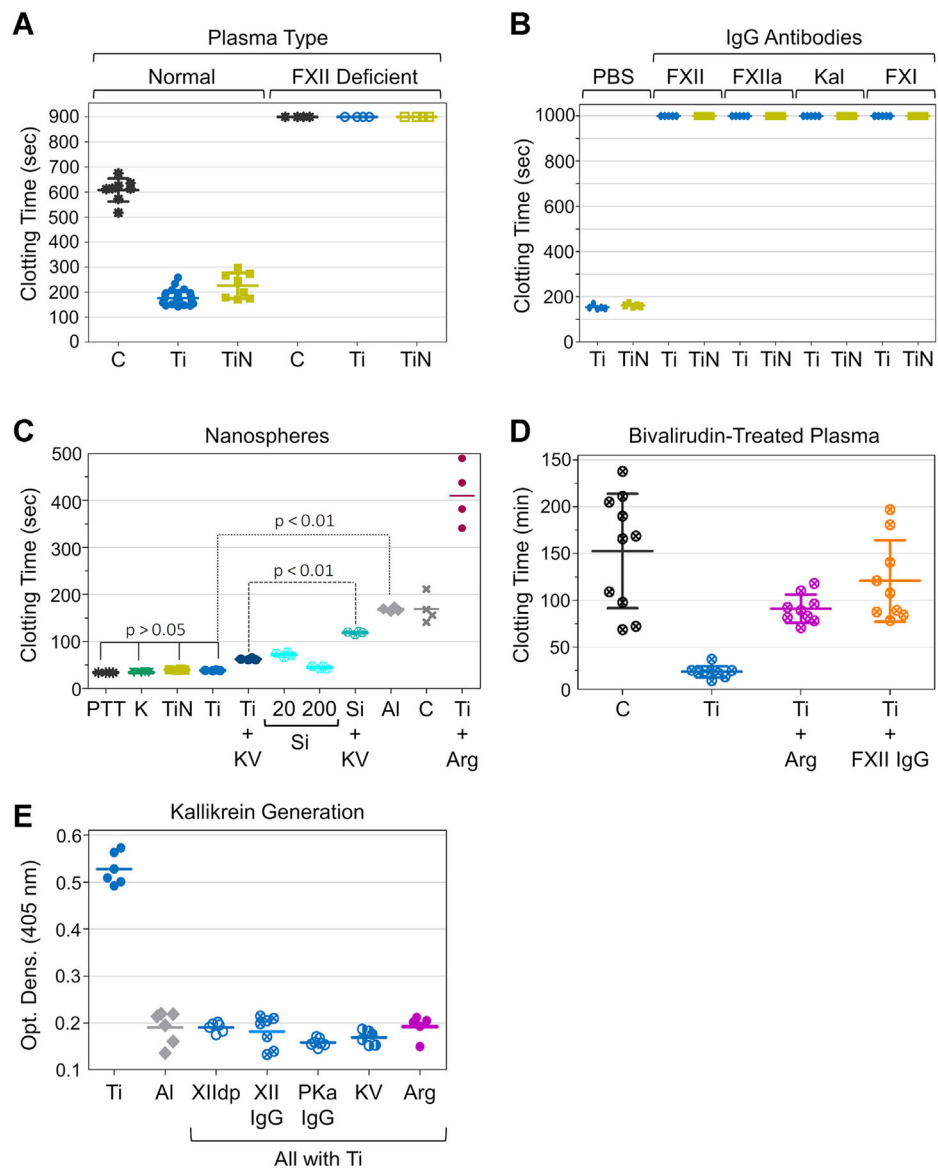 A
Plasma Type
Normal FXII Deficient
Clotting Time (sec)
900
800
700
600
500
400
300
200
100
0
C Ti TiN C Ti TiN
B
IgG Antibodies
PBS FXII FXIIa Kal FXI
Clotting Time (sec)
1000
800
600
400
200
0
Ti TiN Ti TiN Ti TiN Ti TiN Ti TiN
C
Nanospheres
Clotting Time (sec)
500
400
300
200
100
0
p < 0.01
p < 0.01
p > 0.05
PTT K TiN Ti Ti + KV 20 200 Si Si + KV Al C Ti + Arg
D
Bivalirudin-Treated Plasma
Clotting Time (min)
150
200
150
100
50
25
0
C Ti Ti + Arg Ti + FXII IgG
E
Kallikrein Generation
Opt. Dens. (405 nm)
0.6
0.5
0.4
0.3
0.2
0.1
Ti Al XIIdp XII IgG PKa IgG KV Arg
All with Ti